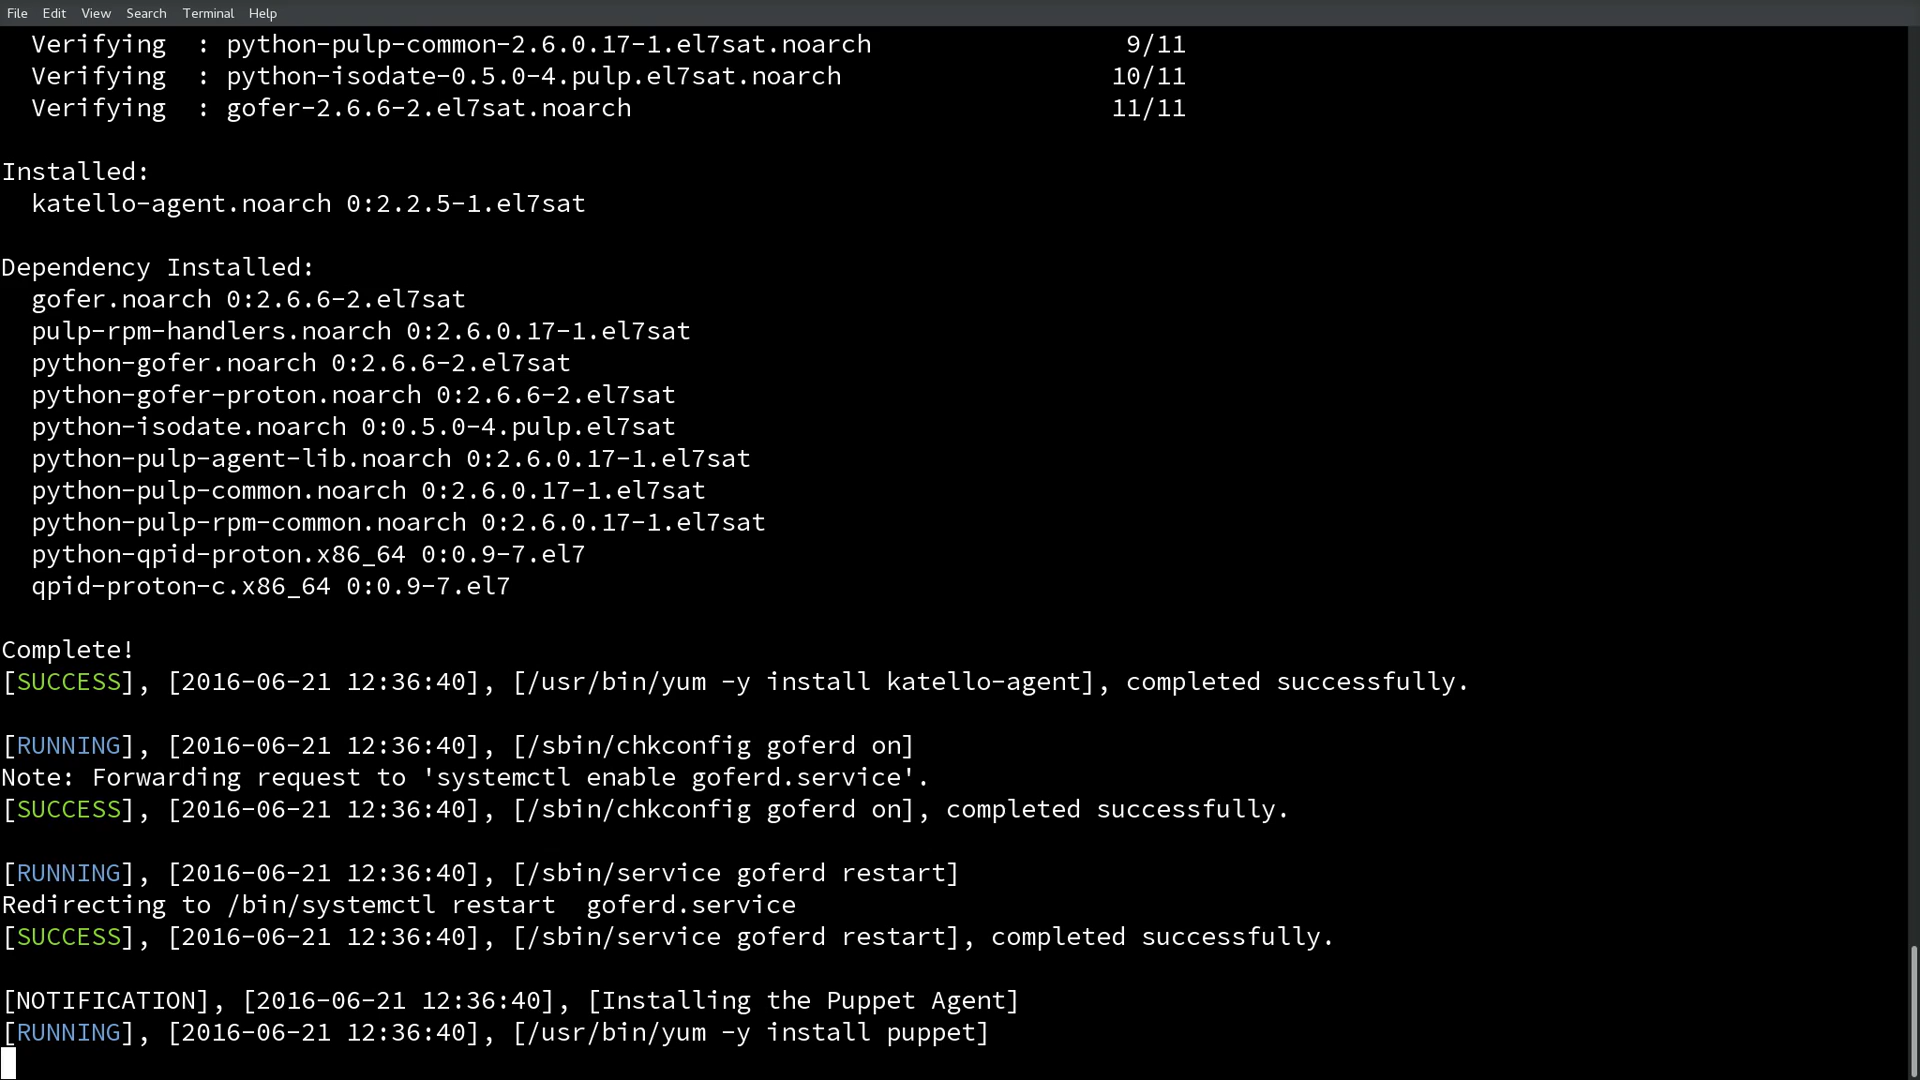 File Edit View Search Terminal Help
Verifying : python-pulp-common-2.6.0.17-1.el7sat.noarch 9/11
Verifying : python-isodate-0.5.0-4.pulp.el7sat.noarch 10/11
Verifying : gofer-2.6.6-2.el7sat.noarch 11/11
Installed:
katello-agent.noarch 0:2.2.5-1.el7sat
Dependency Installed:
gofer.noarch 0:2.6.6-2.el7sat
pulp-rpm-handlers.noarch 0:2.6.0.17-1.el7sat
python-gofer.noarch 0:2.6.6-2.el7sat
python-gofer-proton.noarch 0:2.6.6-2.el7sat
python-isodate.noarch 0:0.5.0-4.pulp.el7sat
python-pulp-agent-lib.noarch 0:2.6.0.17-1.el7sat
python-pulp-common.noarch 0:2.6.0.17-1.el7sat
python-pulp-rpm-common.noarch 0:2.6.0.17-1.el7sat
python-qpid-proton.x86_64 0:0.9-7.el7
qpid-proton-c.x86_64 0:0.9-7.el7
Complete!
[SUCCESS], [2016-06-21 12:36:40], [/usr/bin/yum -y install katello-agent], completed successfully.
[RUNNING], [2016-06-21 12:36:40], [/sbin/chkconfig goferd on]
Note: Forwarding request to 'systemctl enable goferd.service'.
[SUCCESS], [2016-06-21 12:36:40], [/sbin/chkconfig goferd on], completed successfully.
[RUNNING], [2016-06-21 12:36:40], [/sbin/service goferd restart]
Redirecting to /bin/systemctl restart  goferd.service
[SUCCESS], [2016-06-21 12:36:40], [/sbin/service goferd restart], completed successfully.
[NOTIFICATION], [2016-06-21 12:36:40], [Installing the Puppet Agent]
[RUNNING], [2016-06-21 12:36:40], [/usr/bin/yum -y install puppet]